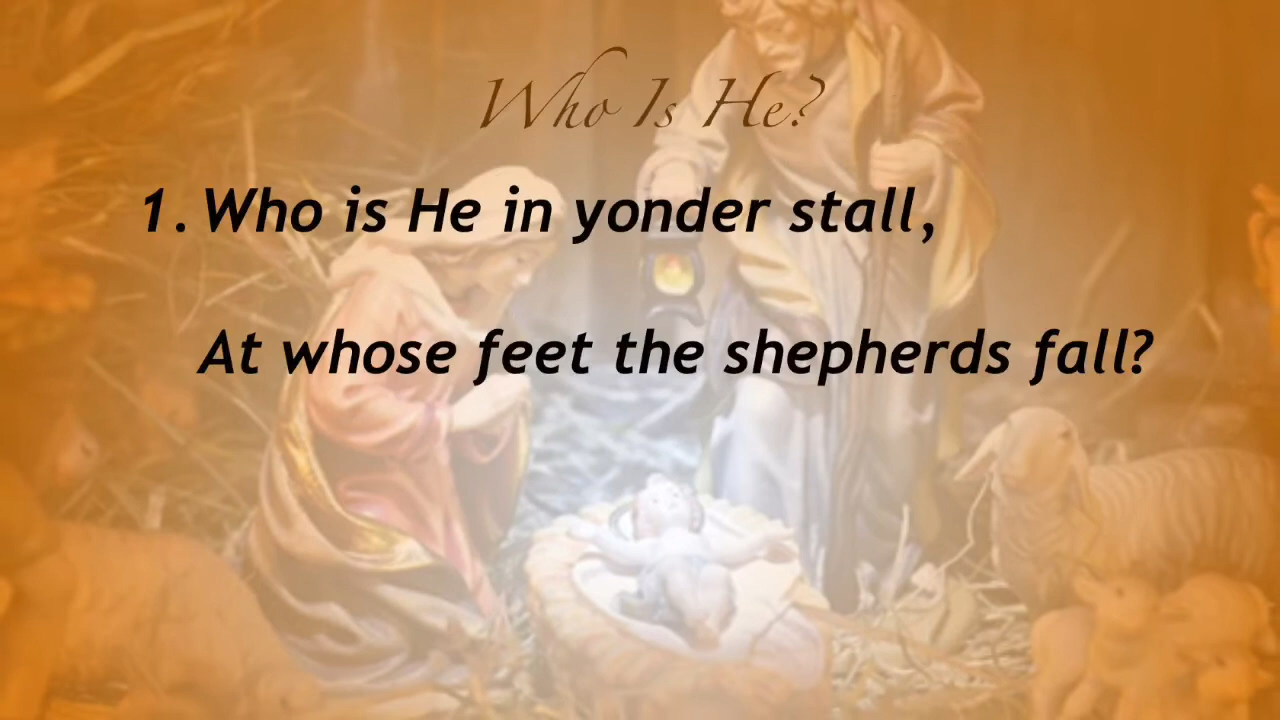 Who Is He?
1. Who is He in yonder stall,
At whose feet the shepherds fall?